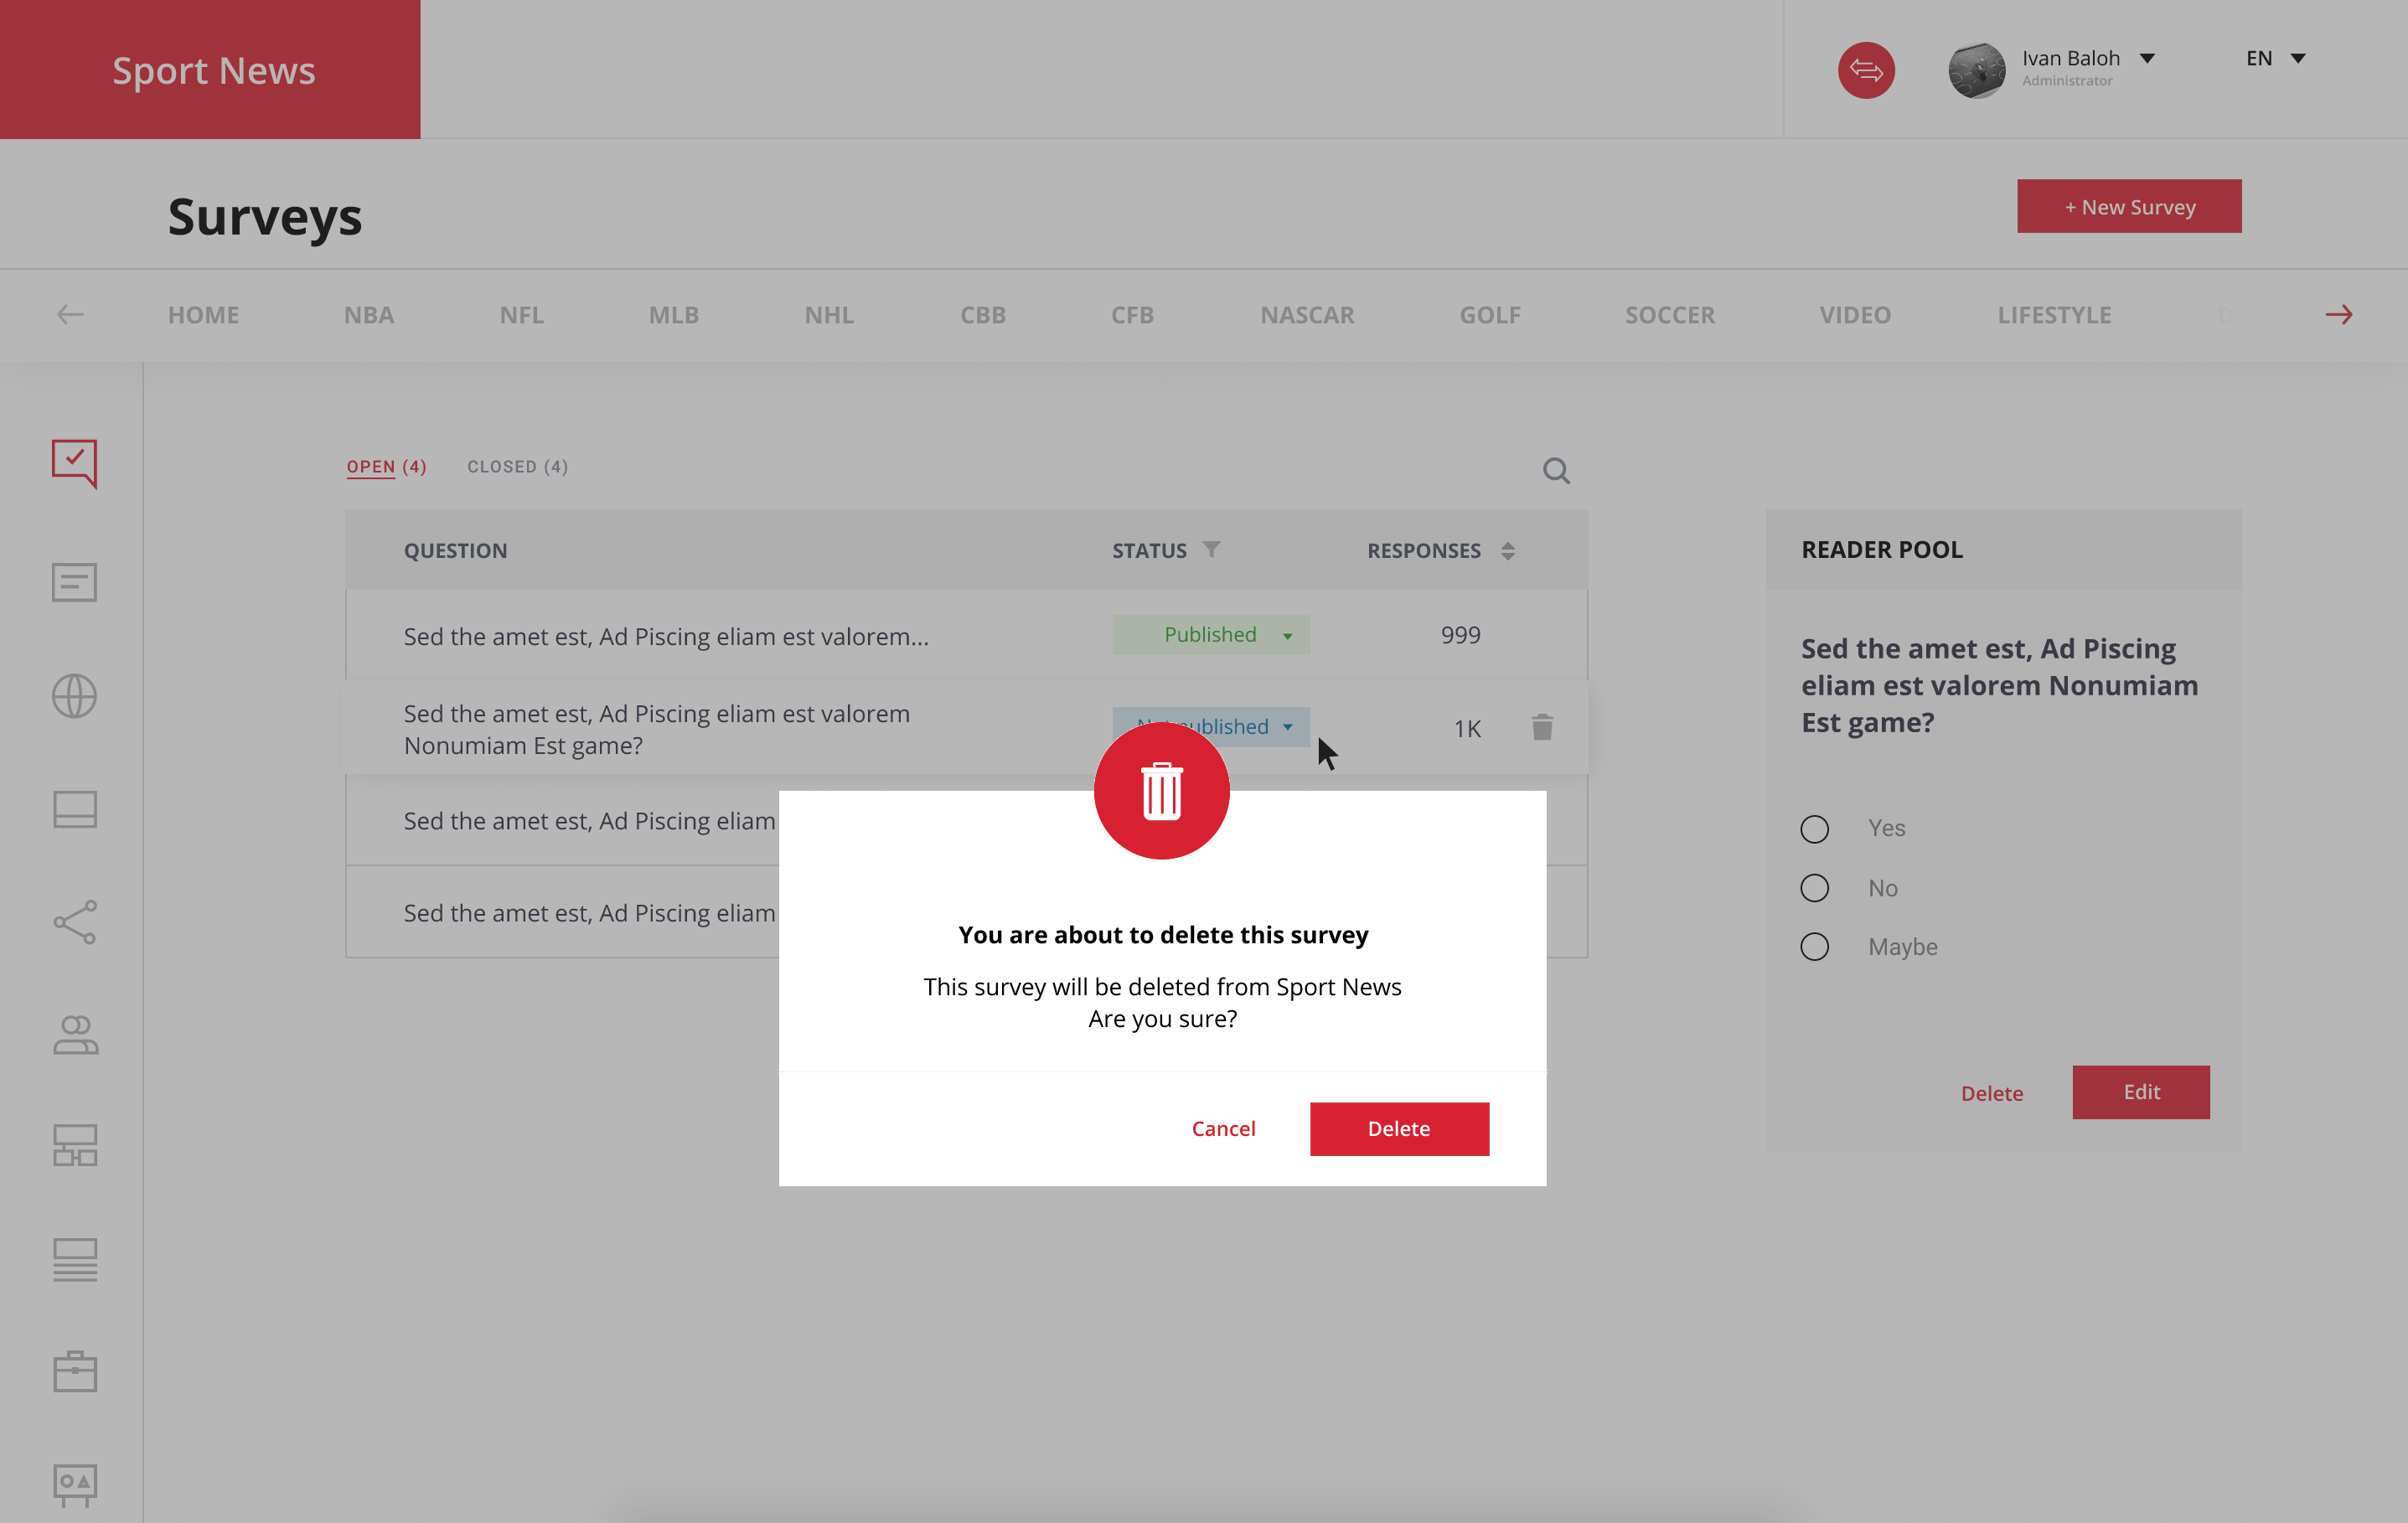 Sport News
Ivan Baloh
Administrator
EN
Surveys
+ New Survey
HOME NBA NFL MLB NHL CBB CFB NASCAR GOLF SOCCER VIDEO LIFESTYLE
OPEN (4) CLOSED (4)
QUESTION STATUS RESPONSES
Sed the amet est, Ad Piscing eliam est valorem... Published 999
Sed the amet est, Ad Piscing eliam est valorem
Nonumiam Est game?
1K
Sed the amet est, Ad Piscing eliam
Sed the amet est, Ad Piscing eliam
READER POOL
Sed the amet est, Ad Piscing
eliam est valorem Nonumiam
Est game?
Yes
No
Maybe
Delete Edit
You are about to delete this survey
This survey will be deleted from Sport News
Are you sure?
Cancel Delete